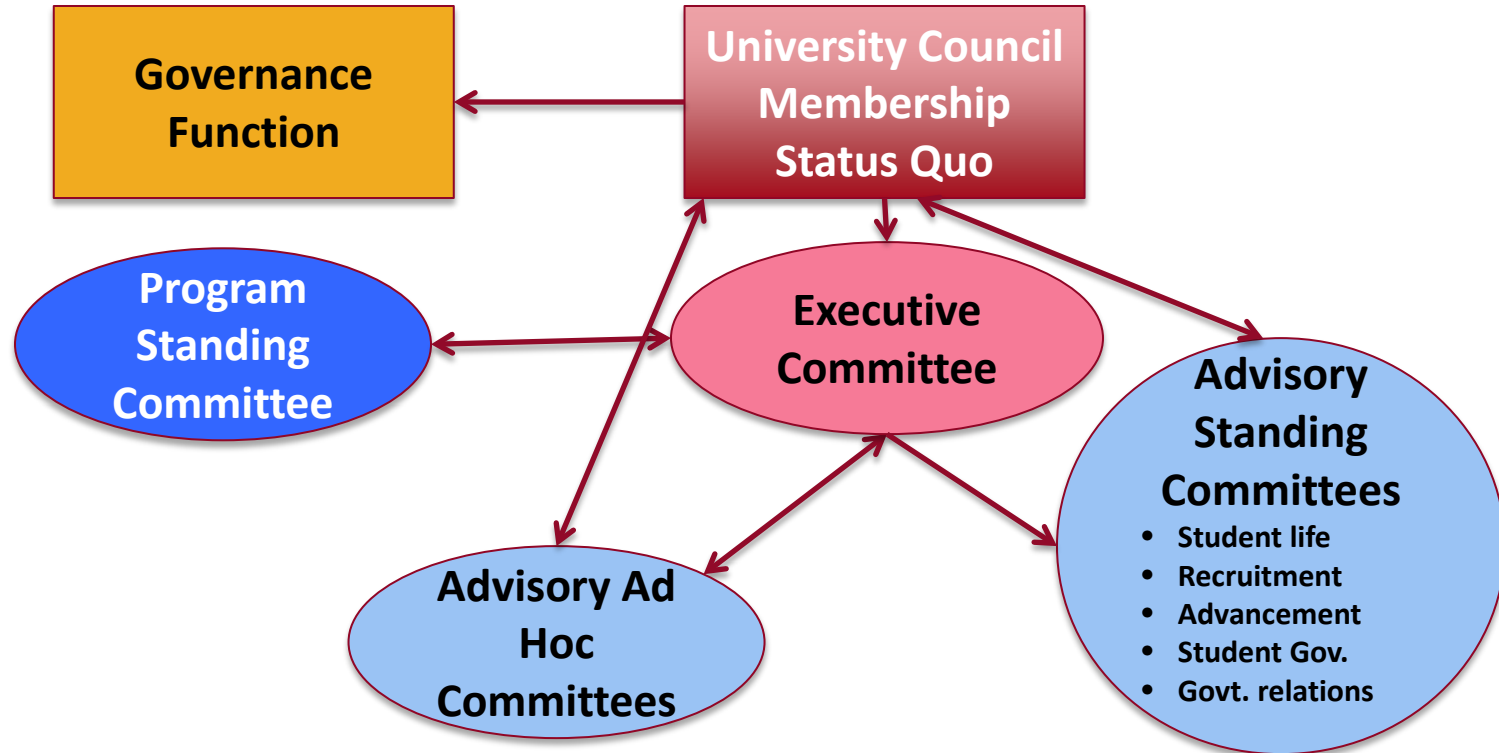 Governance
Function
University Council
Membership
Status Quo
Program
Standing
Committee
Executive
Committee
Advisory
Standing
Committees
• Student life
• Recruitment
• Advancement
• Student Gov.
• Govt. relations
Advisory Ad
Hoc
Committees